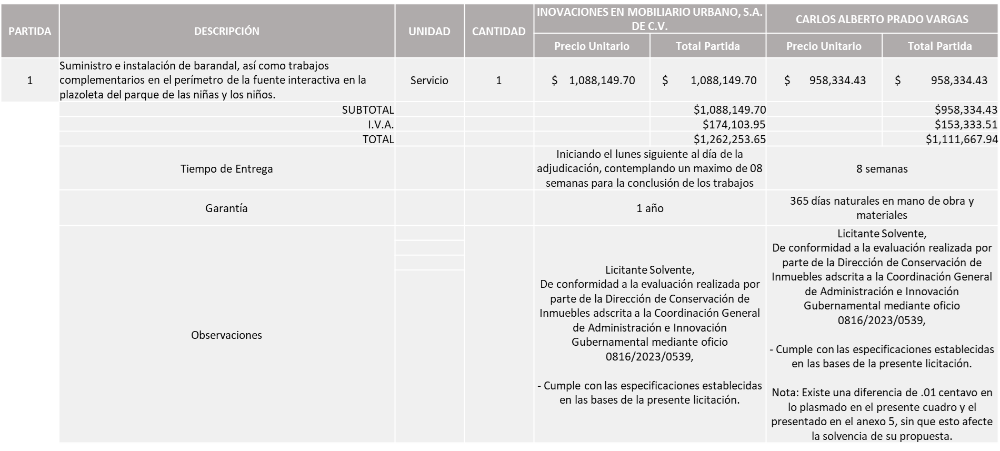 PARTIDA
DESCRIPCIÓN
UNIDAD
CANTIDAD
INOVACIONES EN MOBILIARIO URBANO, S.A.
DE C.V.
CARLOS ALBERTO PRADO VARGAS
Precio Unitario
Total Partida
Precio Unitario
Total Partida
1
Suministro e instalación de barandal, así como trabajos
complementarios en el perímetro de la fuente interactiva en la
plazoleta del parque de las niñas y los niños.
Servicio
1
$ 1,088,149.70
$ 1,088,149.70
$ 958,334.43
$ 958,334.43
SUBTOTAL
$1,088,149.70
$958,334.43
I.V.A.
$174,103.95
$153,333.51
TOTAL
$1,262,253.65
$1,111,667.94
Tiempo de Entrega
Iniciando el lunes siguiente al día de la
adjudicación, contemplando un maximo de 08
semanas para la conclusión de los trabajos
8 semanas
Garantía
1 año
365 días naturales en mano de obra y
materiales
Observaciones
Licitante Solvente,
De conformidad a la evaluación realizada por
parte de la Dirección de Conservación de
Inmuebles adscrita a la Coordinación General
de Administración e Innovación
Gubernamental mediante oficio
0816/2023/0539,
- Cumple con las especificaciones establecidas
en las bases de la presente licitación.
Licitante Solvente,
De conformidad a la evaluación realizada por
parte de la Dirección de Conservación de
Inmuebles adscrita a la Coordinación General
de Administración e Innovación
Gubernamental mediante oficio
0816/2023/0539,
- Cumple con las especificaciones establecidas
en las bases de la presente licitación.
Nota: Existe una diferencia de .01 centavo en
lo plasmado en el presente cuadro y el
presentado en el anexo 5, sin que esto afecte
la solvencia de su propuesta.